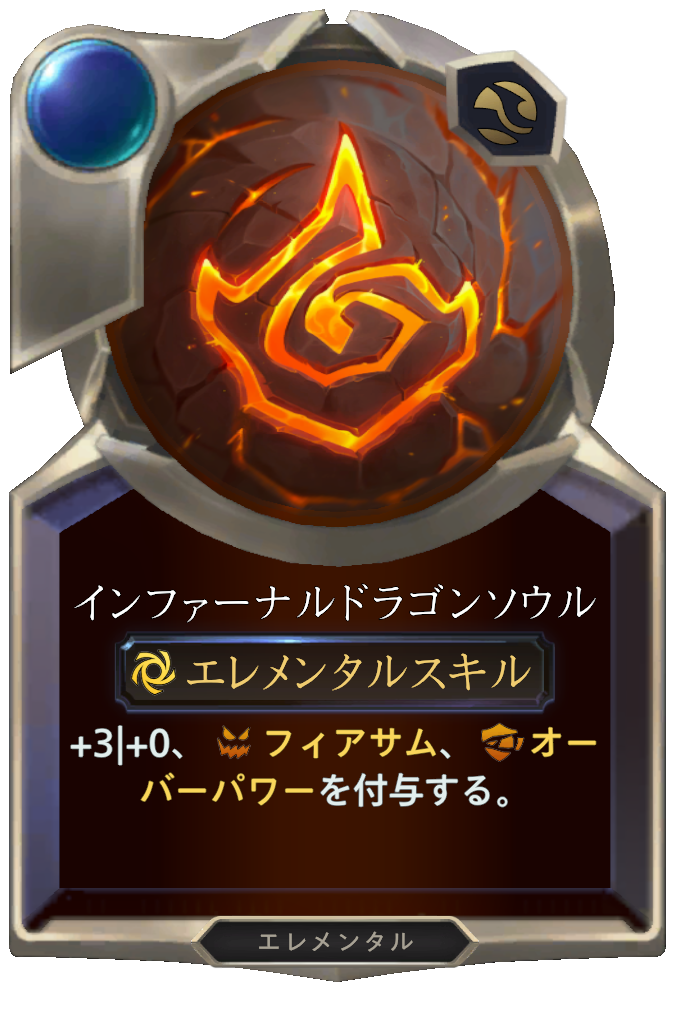 インファーナルドラゴンソウル
エレメンタルスキル
+3|+0、 フィアサム、 オー
バーパワーを付与する。
エレメンタル